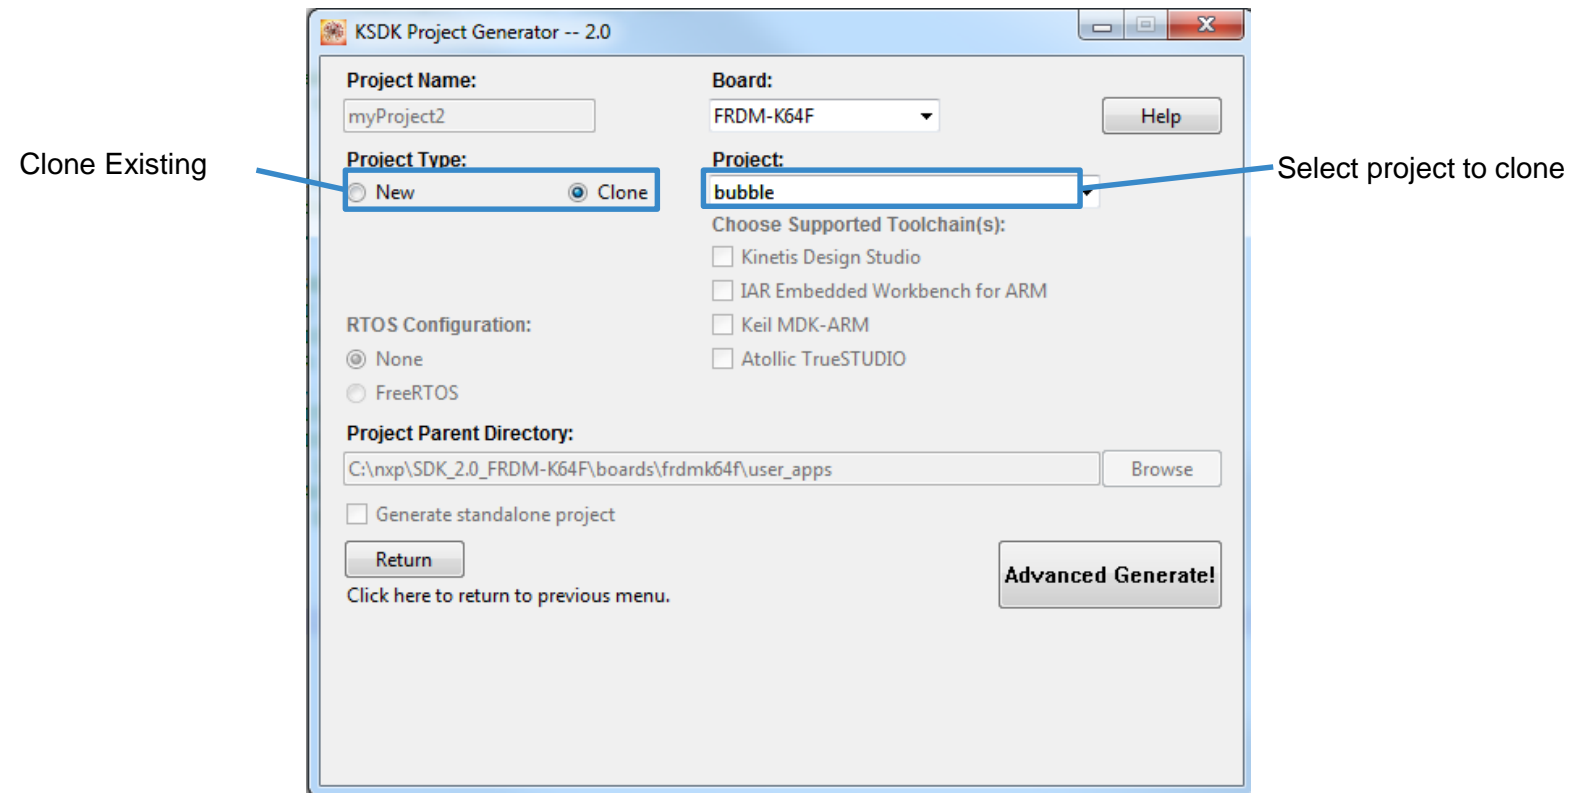 KSDK Project Generator -- 2.0
Project Name:
Board:
myProject2
FRDM-K64F
Help
Clone Existing
Project Type:
Project:
Select project to clone
New
Clone
bubble
Choose Supported Toolchain(s):
Kinetis Design Studio
IAR Embedded Workbench for ARM
RTOS Configuration:
Keil MDK-ARM
None
Atollic TrueSTUDIO
FreeRTOS
Project Parent Directory:
C:\nxp\SDK_2.0_FRDM-K64F\boards\frdmk64f\user_apps
Browse
Generate standalone project
Return
Advanced Generate!
Click here to return to previous menu.